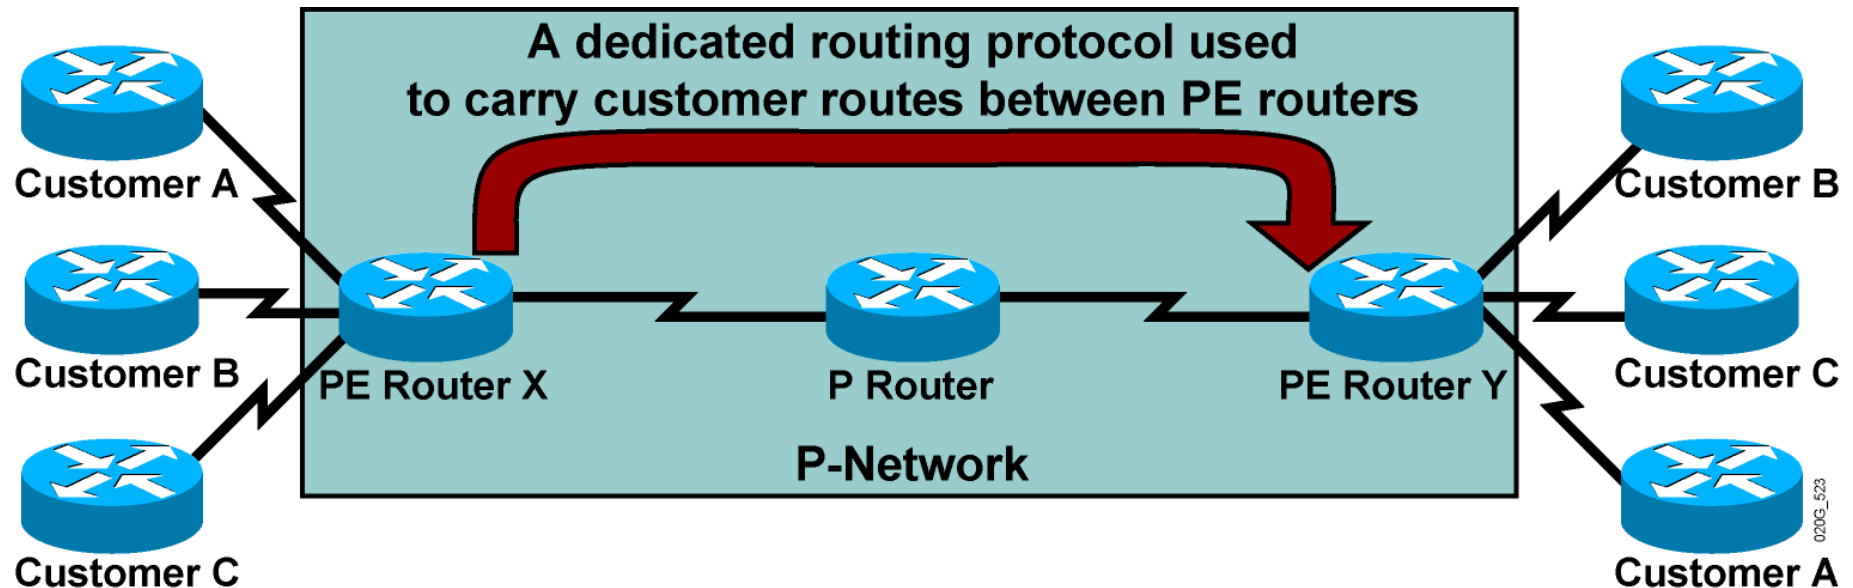 A dedicated routing protocol used
to carry customer routes between PE routers
Customer A
Customer B
Customer C
PE Router X
P Router
PE Router Y
P-Network
Customer B
Customer C
Customer A
020G_523